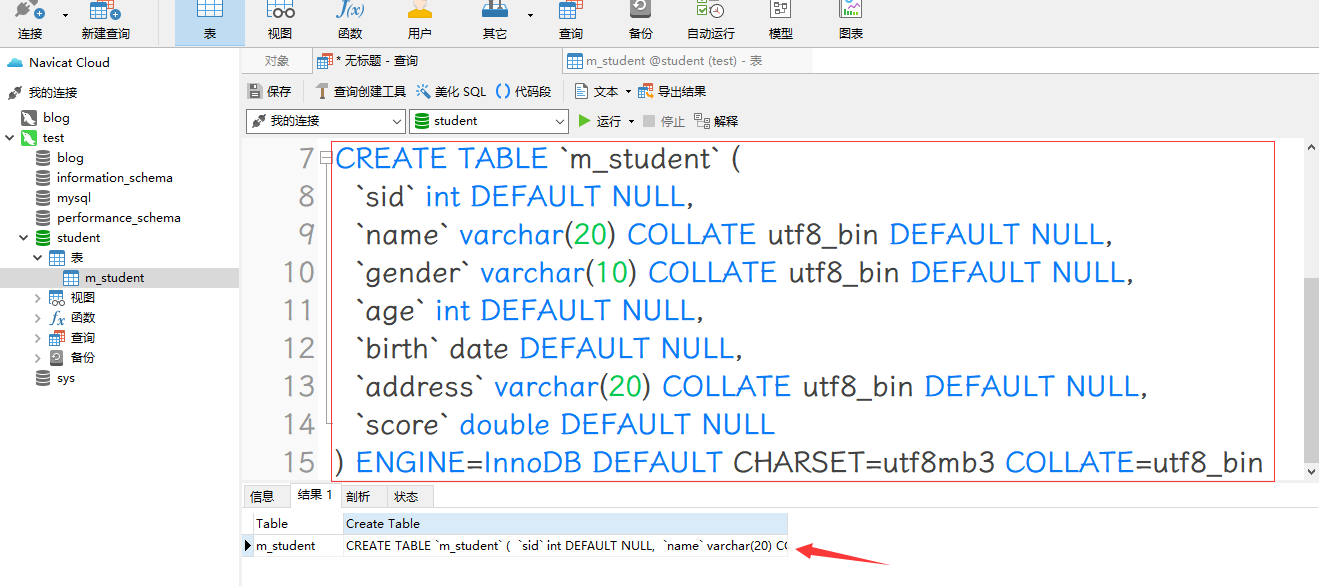 连接 新建查询 表 视图 函数 用户 其它 查询 备份 自动运行 模型 图表
Navicat Cloud
我的连接
blog
test
blog
information_schema
mysql
performance_schema
student
表
m_student
视图
函数
查询
备份
sys
对象 * 无标题 - 查询 m_student @student (test) - 表
保存 查询创建工具 美化 SQL 代码段 文本 导出结果
我的连接 student 运行 停止 解释
7 CREATE TABLE `m_student` (
8 `sid` int DEFAULT NULL,
9 `name` varchar(20) COLLATE utf8_bin DEFAULT NULL,
10 `gender` varchar(10) COLLATE utf8_bin DEFAULT NULL,
11 `age` int DEFAULT NULL,
12 `birth` date DEFAULT NULL,
13 `address` varchar(20) COLLATE utf8_bin DEFAULT NULL,
14 `score` double DEFAULT NULL
15 ) ENGINE=InnoDB DEFAULT CHARSET=utf8mb3 COLLATE=utf8_bin
信息 结果 1 剖析 状态
Table Create Table
m_student CREATE TABLE `m_student` ( `sid` int DEFAULT NULL, `name` varchar(20) CO